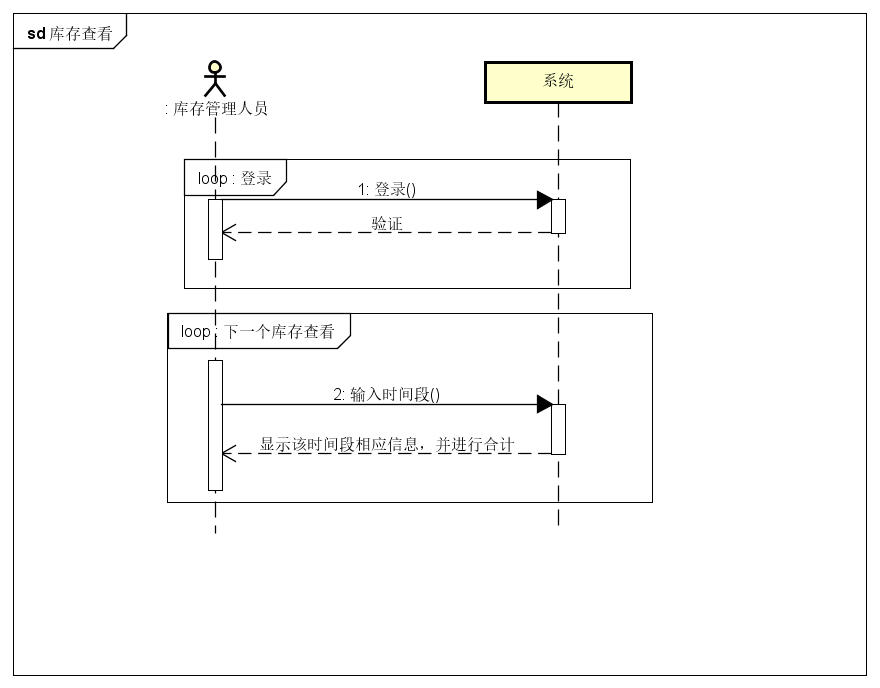 sd 库存查看
: 库存管理人员
系统
loop : 登录
1: 登录()
验证
loop : 下一个库存查看
2: 输入时间段()
显示该时间段相应信息，并进行合计